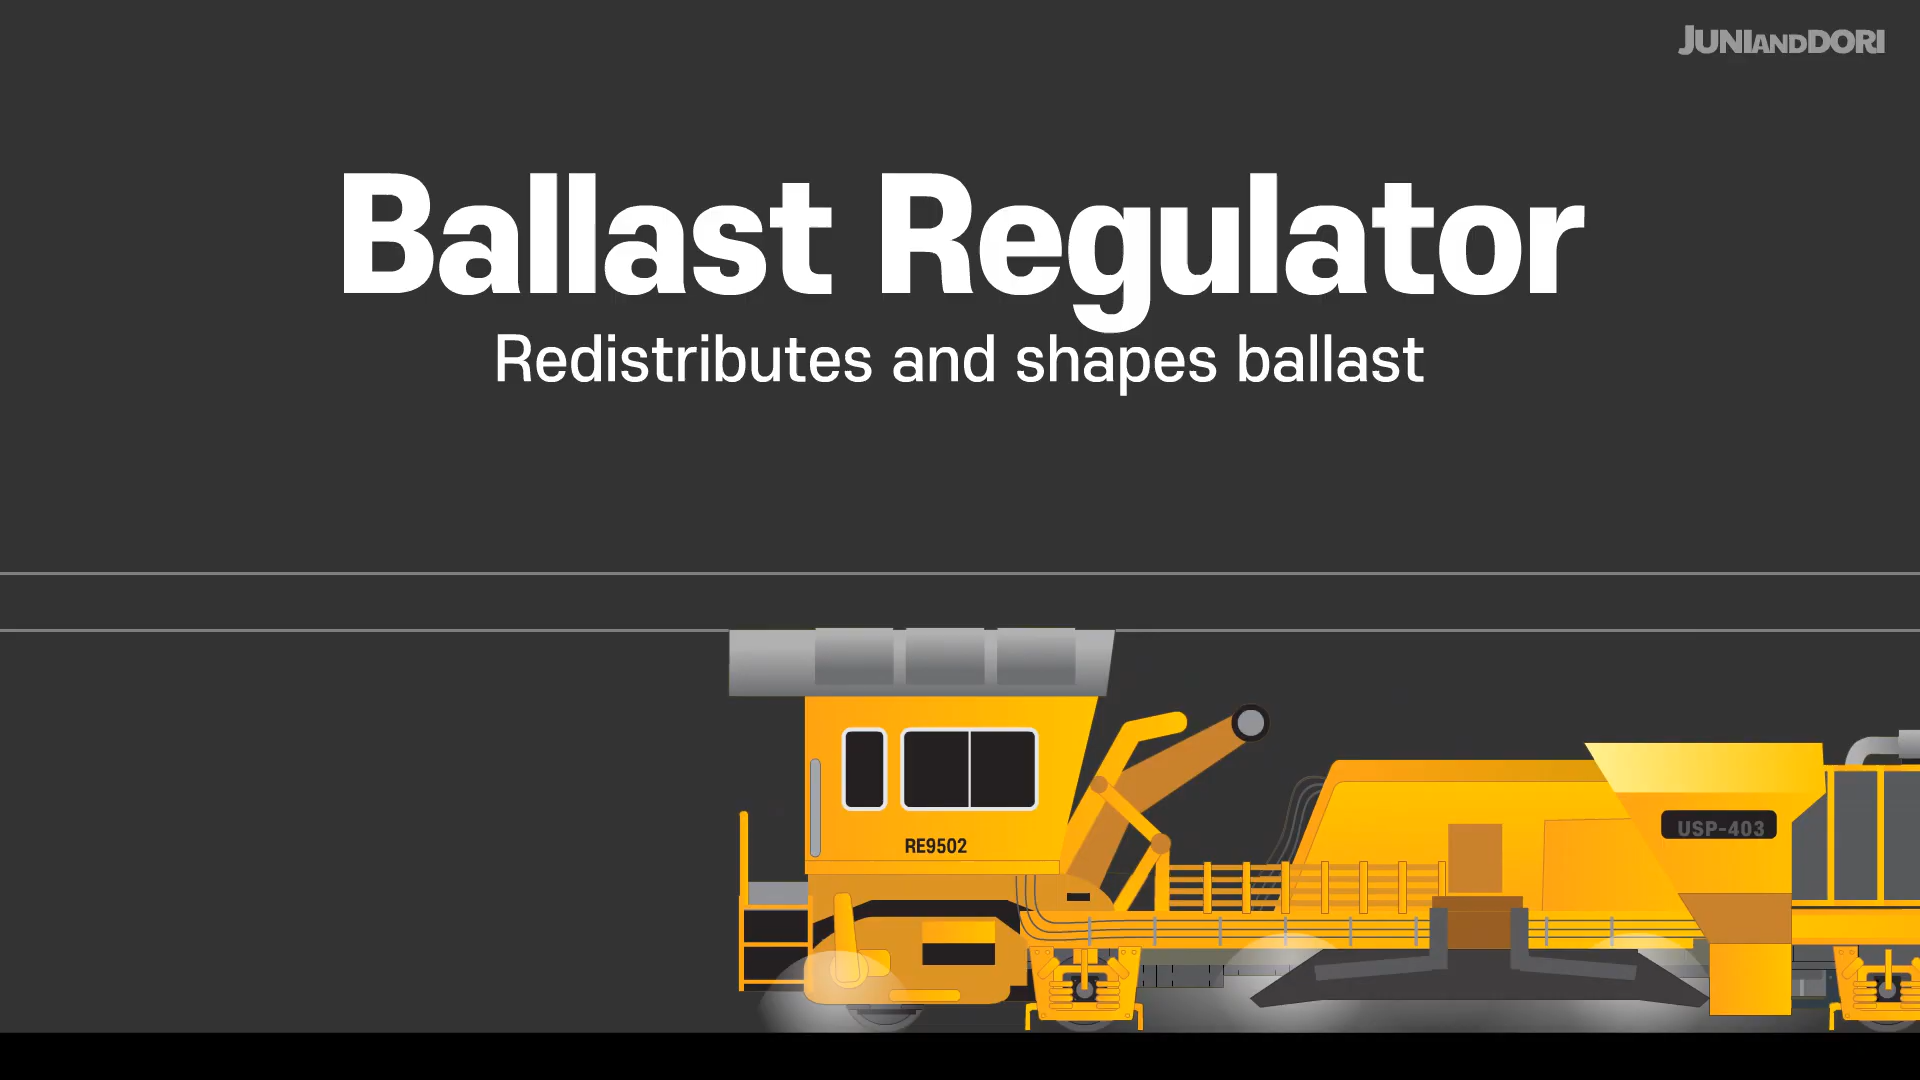 JUNIANDDORI
Ballast Regulator
Redistributes and shapes ballast
USP-403
RE9502